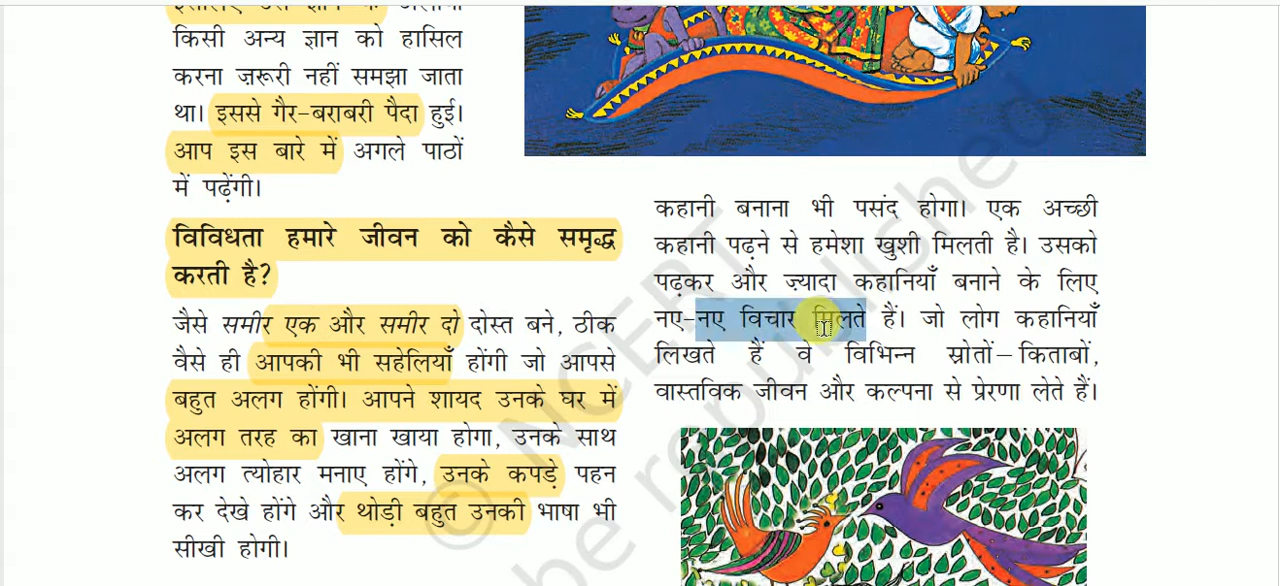 किसी अन्य ज्ञान को हासिल
करना ज़रूरी नहीं समझा जाता
था। इससे गैर-बराबरी पैदा हुई।
आप इस बारे में अगले पाठों
में पढ़ेंगी।
विविधता हमारे जीवन को कैसे समृद्ध
करती है?
जैसे समीर एक और समीर दो दोस्त बने, ठीक
वैसे ही आपकी भी सहेलियाँ होंगी जो आपसे
बहुत अलग होंगी। आपने शायद उनके घर में
अलग तरह का खाना खाया होगा, उनके साथ
अलग त्योहार मनाए होंगे, उनके कपड़े पहन
कर देखे होंगे और थोड़ी बहुत उनकी भाषा भी
सीखी होगी।
कहानी बनाना भी पसंद होगा। एक अच्छी
कहानी पढ़ने से हमेशा खुशी मिलती है। उसको
पढ़कर और ज़्यादा कहानियाँ बनाने के लिए
नए-नए विचार मिलते हैं। जो लोग कहानियाँ
लिखते हैं वे विभिन्न स्रोतों – किताबों,
वास्तविक जीवन और कल्पना से प्रेरणा लेते हैं।
© NCERT
be republished